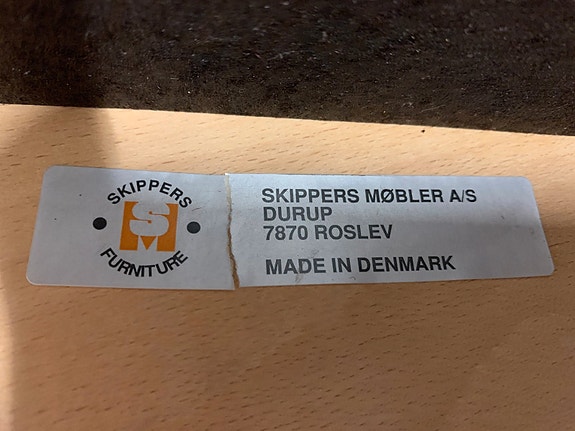 SKIPPERS
SM
FURNITURE
SKIPPERS MØBLER A/S
DURUP
7870 ROSLEV
MADE IN DENMARK